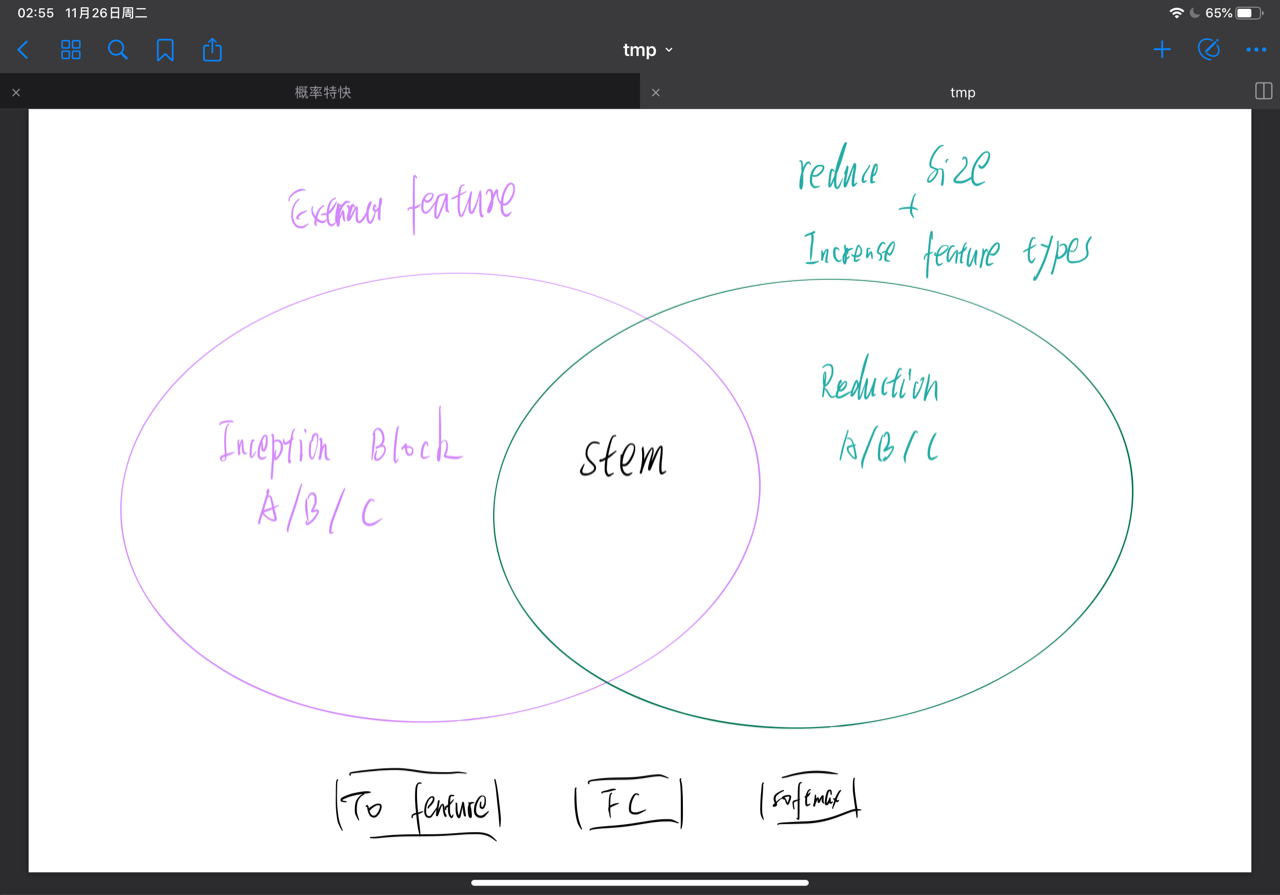 02:55 11月26日周二
65%
tmp
概率特快
tmp
reduce size
+
Increase feature types
Extract feature
Reduction
A/B/C
Inception Block
A/B/C
stem
To feature
FC
softmax